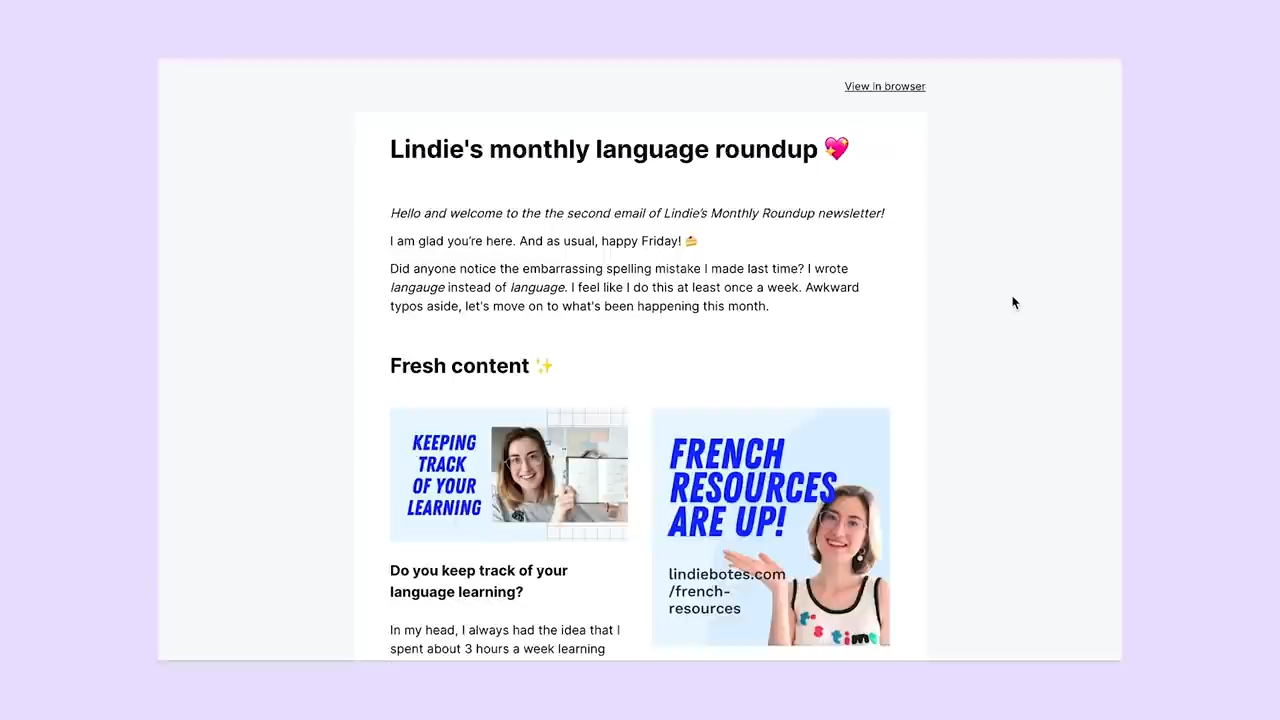 View in browser
Lindie's monthly language roundup 💖
Hello and welcome to the the second email of Lindie's Monthly Roundup newsletter!
I am glad you're here. And as usual, happy Friday! 🍰
Did anyone notice the embarrassing spelling mistake I made last time? I wrote
langauge instead of language. I feel like I do this at least once a week. Awkward
typos aside, let's move on to what's been happening this month.
Fresh content ✨
KEEPING
TRACK
OF YOUR
LEARNING
Do you keep track of your
language learning?
In my head, I always had the idea that I
spent about 3 hours a week learning
FRENCH
RESOURCES
ARE UP!
lindiebotes.com
/french-
resources